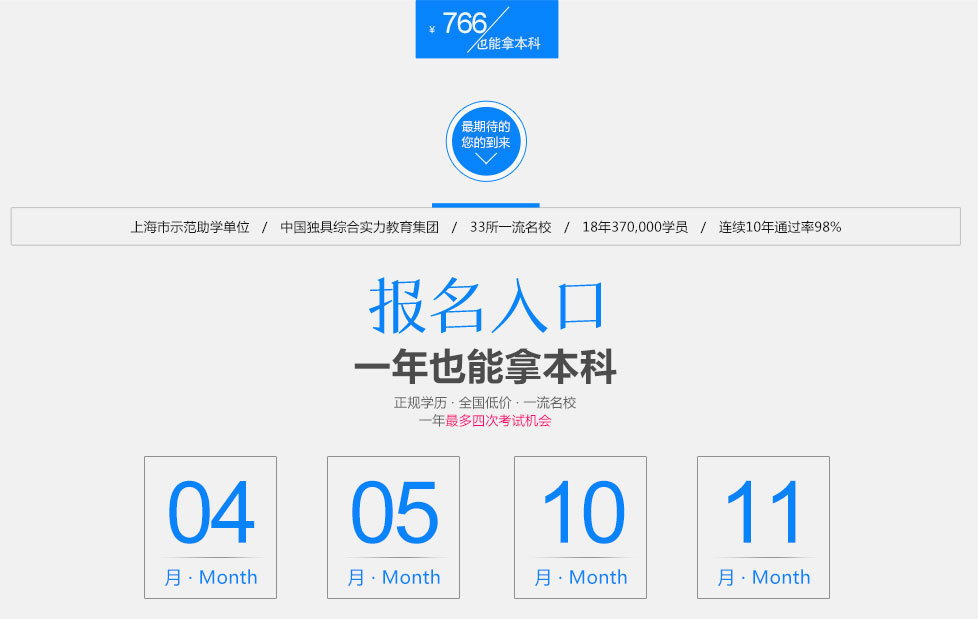 ¥ 766
也能拿本科
最期待的
您的到来
上海市示范助学单位 / 中国独具综合实力教育集团 / 33所一流名校 / 18年370,000学员 / 连续10年通过率98%
报名入口
一年也能拿本科
正规学历 · 全国低价 · 一流名校
一年最多四次考试机会
04 05 10 11
月 · Month 月 · Month 月 · Month 月 · Month